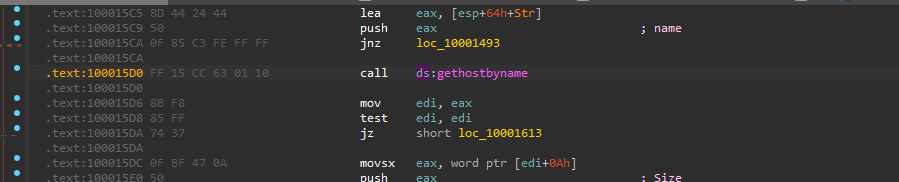 .text:100015C5 8D 44 24 44 lea eax, [esp+64h+Str]
.text:100015C9 50 push eax ; name
.text:100015CA 0F 85 C3 FE FF FF jnz loc_10001493
.text:100015CA
.text:100015D0 FF 15 CC 63 01 10 call ds:gethostbyname
.text:100015D0
.text:100015D6 8B F8 mov edi, eax
.text:100015D8 85 FF test edi, edi
.text:100015DA 74 37 jz short loc_10001613
.text:100015DA
.text:100015DC 0F BF 47 0A movsx eax, word ptr [edi+0Ah]
.text:100015E0 50 push eax ; Size